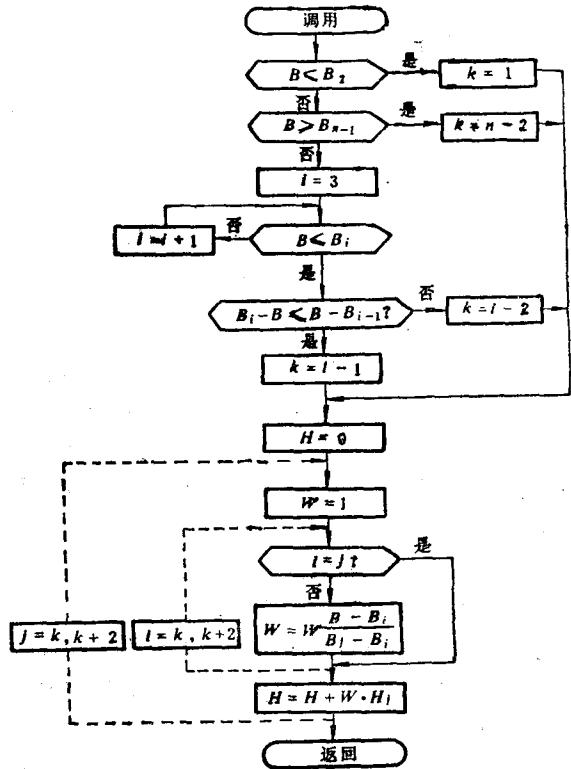 调用
B < B₂
是
k = 1
否
B ⩾ Bₙ₋₁
是
k = n - 2
否
i = 3
i = i + 1
否
B ⩽ Bᵢ
是
Bᵢ - B ⩽ B - Bᵢ₋₁?
否
k = i - 2
是
k = i - 1
H = 0
W = 1
i = j?
是
否
j = k, k + 2
i = k, k + 2
W = W (B - Bᵢ)/(Bj - Bᵢ)
H = H + W · Hj
返回